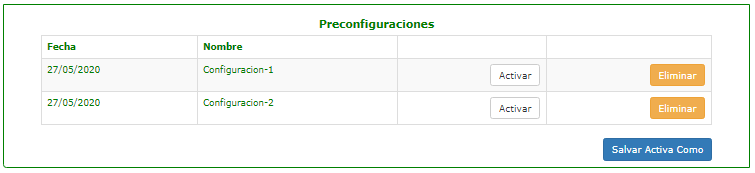 Preconfiguraciones
Fecha Nombre
27/05/2020 Configuracion-1 Activar Eliminar
27/05/2020 Configuracion-2 Activar Eliminar
Salvar Activa Como